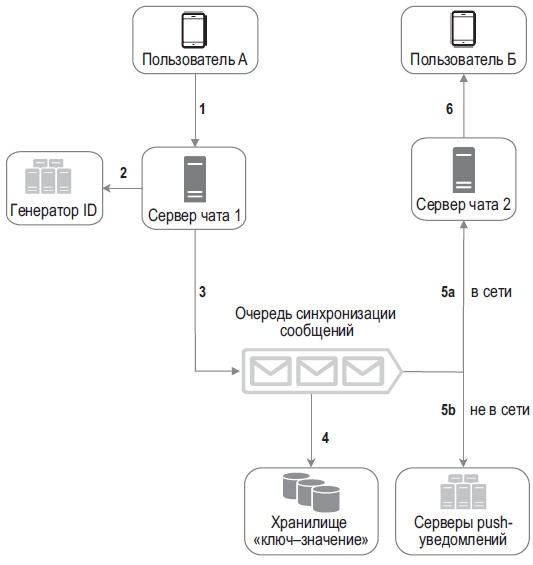 Пользователь А
Пользователь Б
1
6
2
Генератор ID
Сервер чата 1
Сервер чата 2
3
5a
в сети
Очередь синхронизации
сообщений
5b
не в сети
4
Хранилище
«ключ–значение»
Серверы push-
уведомлений